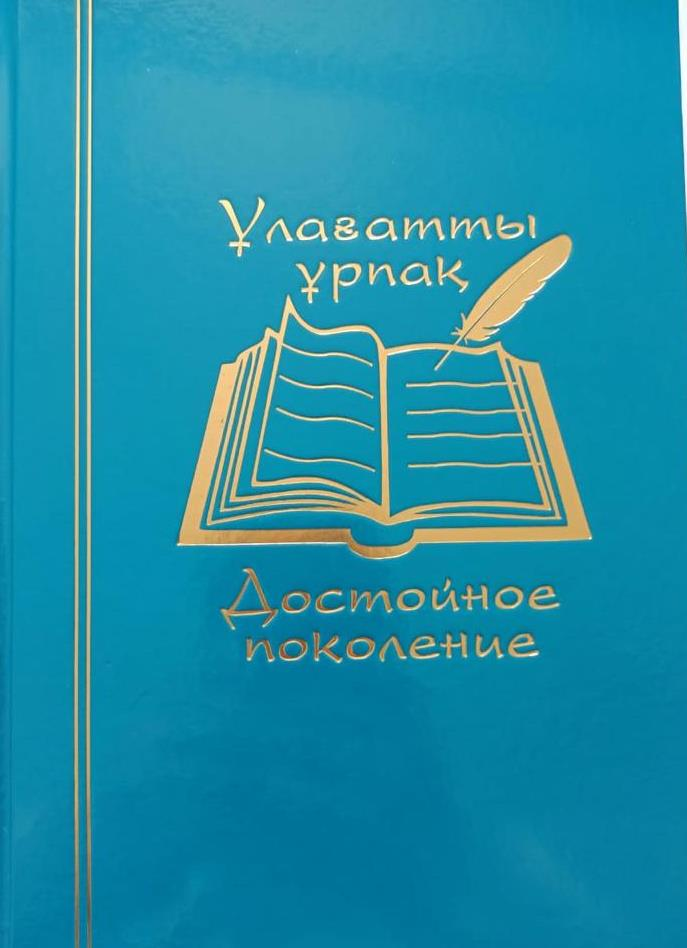 Ұлағатты
ұрпақ
Достойное
поколение